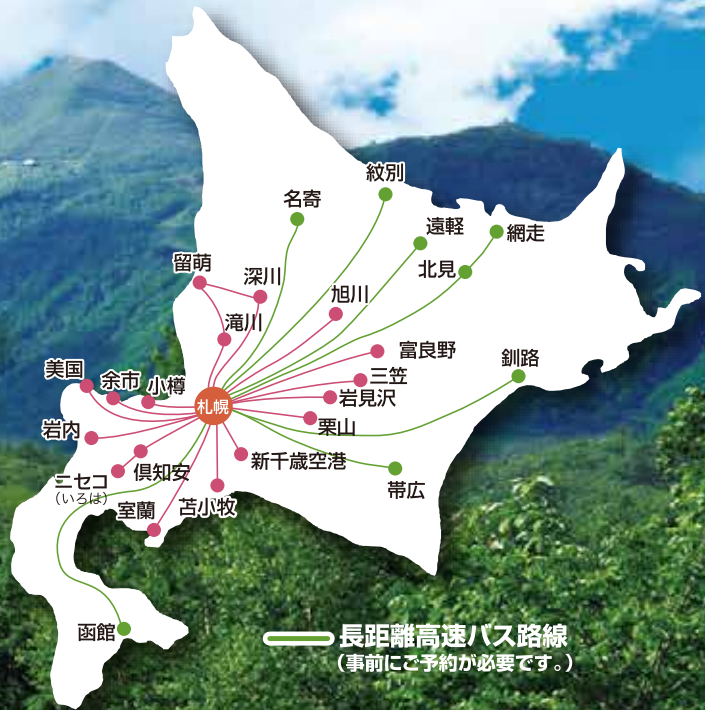 紋別
名寄
遠軽
網走
北見
留萌
深川
旭川
滝川
富良野
釧路
美国
余市
小樽
三笠
岩見沢
札幌
岩内
栗山
新千歳空港
倶知安
ニセコ
(いろは)
帯広
室蘭
苫小牧
函館
長距離高速バス路線
(事前にご予約が必要です。)